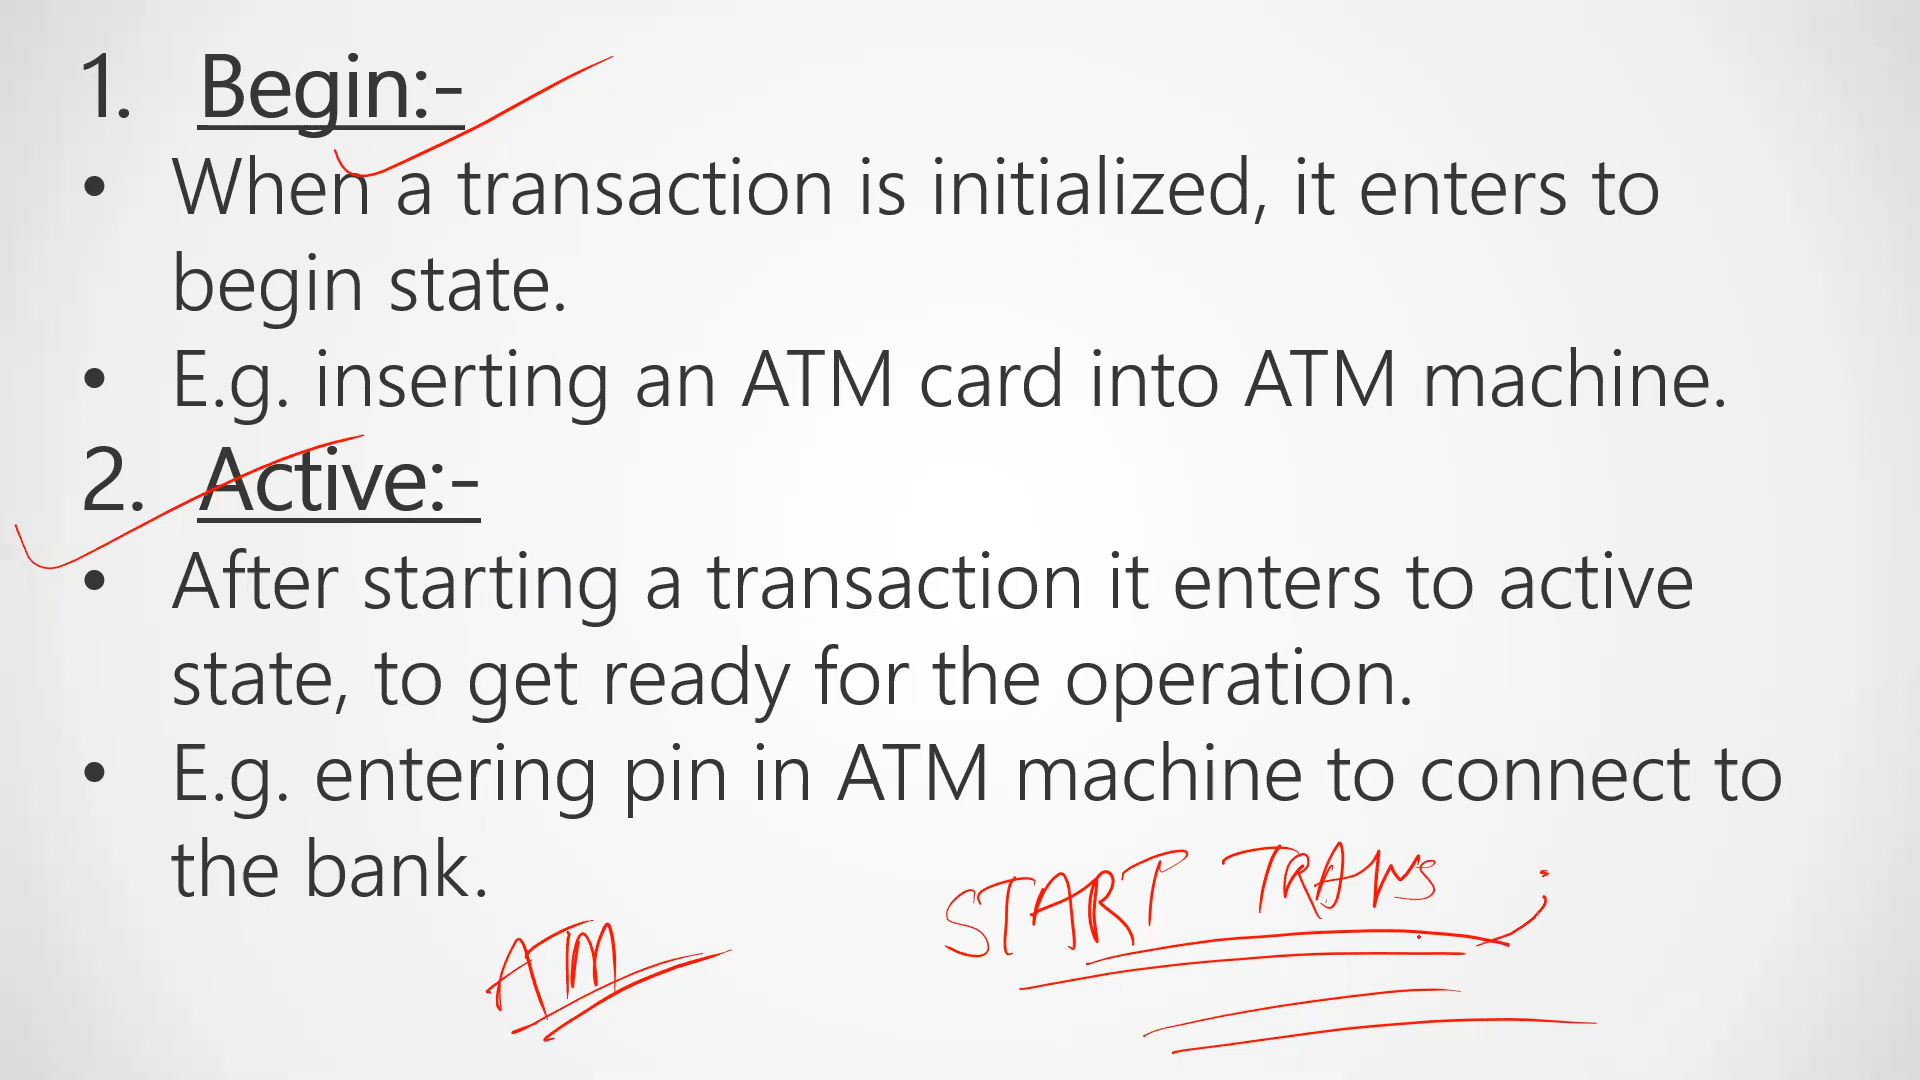 1. Begin:-
• When a transaction is initialized, it enters to
begin state.
• E.g. inserting an ATM card into ATM machine.
2. Active:-
• After starting a transaction it enters to active
state, to get ready for the operation.
• E.g. entering pin in ATM machine to connect to
the bank.
START TRANS ;
ATM